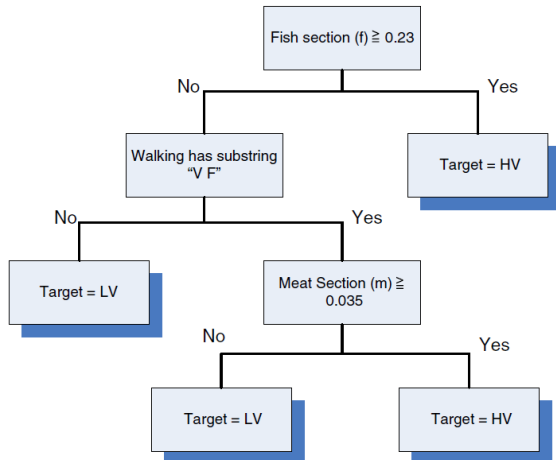 Fish section (f) ≧ 0.23
No
Yes
Walking has substring
“V F”
Target = HV
No
Yes
Target = LV
Meat Section (m) ≧
0.035
No
Yes
Target = LV
Target = HV